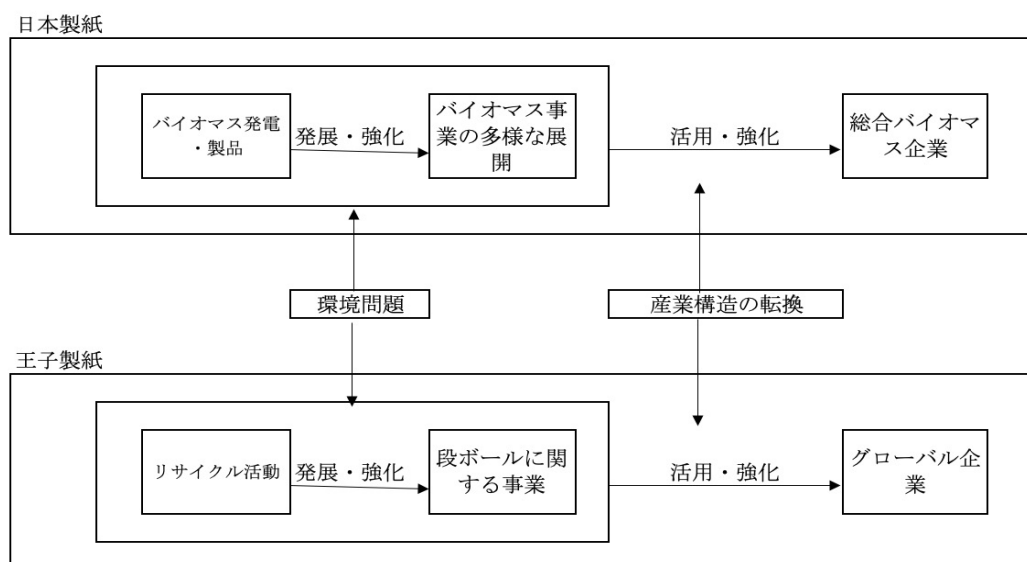 日本製紙
バイオマス発電
・製品
発展・強化
バイオマス事
業の多様な展
開
活用・強化
総合バイオマ
ス企業
環境問題
産業構造の転換
王子製紙
リサイクル活動
発展・強化
段ボールに関
する事業
活用・強化
グローバル企
業